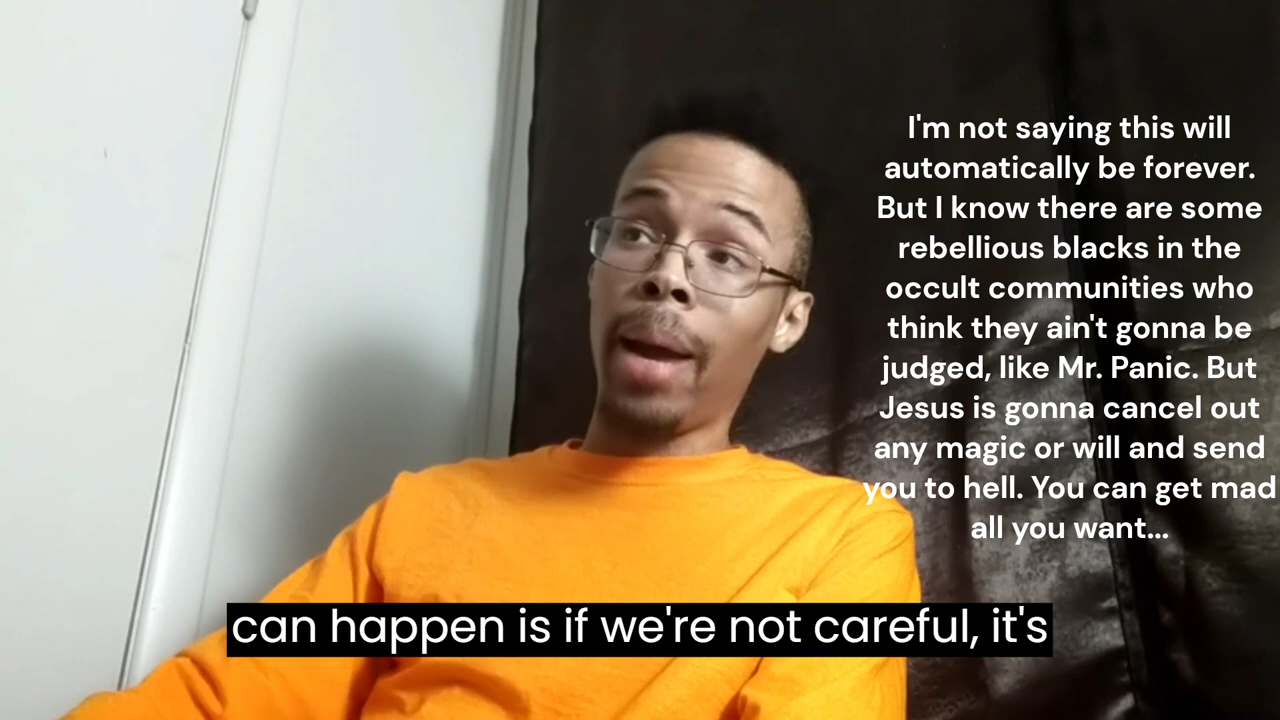 I'm not saying this will
automatically be forever.
But I know there are some
rebellious blacks in the
occult communities who
think they ain't gonna be
judged, like Mr. Panic. But
Jesus is gonna cancel out
any magic or will and send
you to hell. You can get mad
all you want...
can happen is if we're not careful, it's